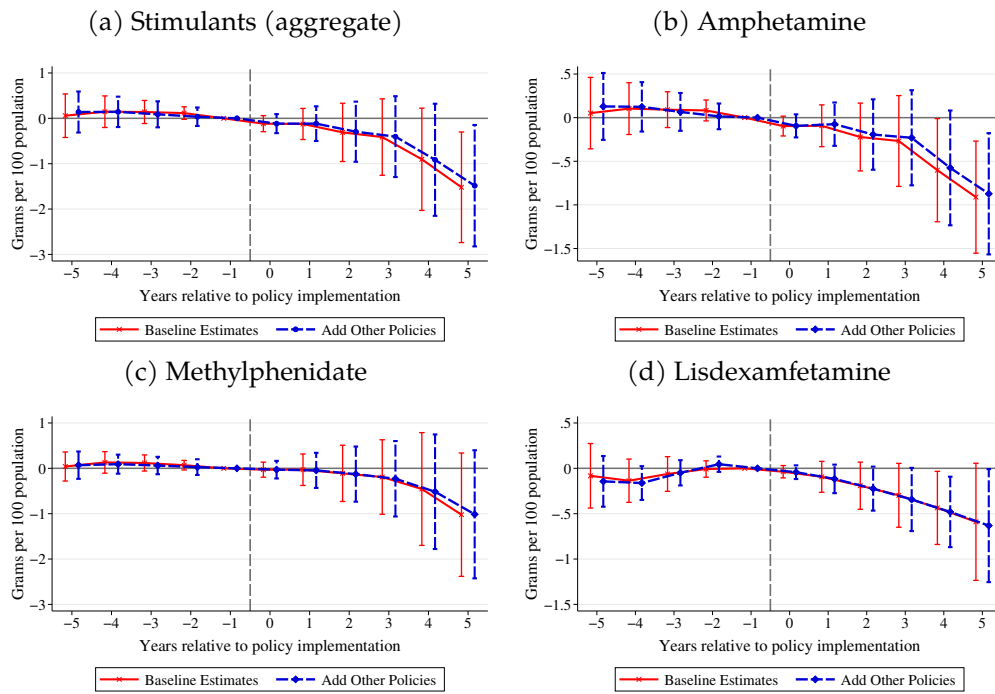 (a) Stimulants (aggregate)
Grams per 100 population
1
0
−1
−2
−3
−5 −4 −3 −2 −1 0 1 2 3 4 5
Years relative to policy implementation
Baseline Estimates Add Other Policies
(b) Amphetamine
Grams per 100 population
.5
0
−.5
−1
−1.5
−5 −4 −3 −2 −1 0 1 2 3 4 5
Years relative to policy implementation
Baseline Estimates Add Other Policies
(c) Methylphenidate
Grams per 100 population
1
0
−1
−2
−3
−5 −4 −3 −2 −1 0 1 2 3 4 5
Years relative to policy implementation
Baseline Estimates Add Other Policies
(d) Lisdexamfetamine
Grams per 100 population
.5
0
−.5
−1
−1.5
−5 −4 −3 −2 −1 0 1 2 3 4 5
Years relative to policy implementation
Baseline Estimates Add Other Policies